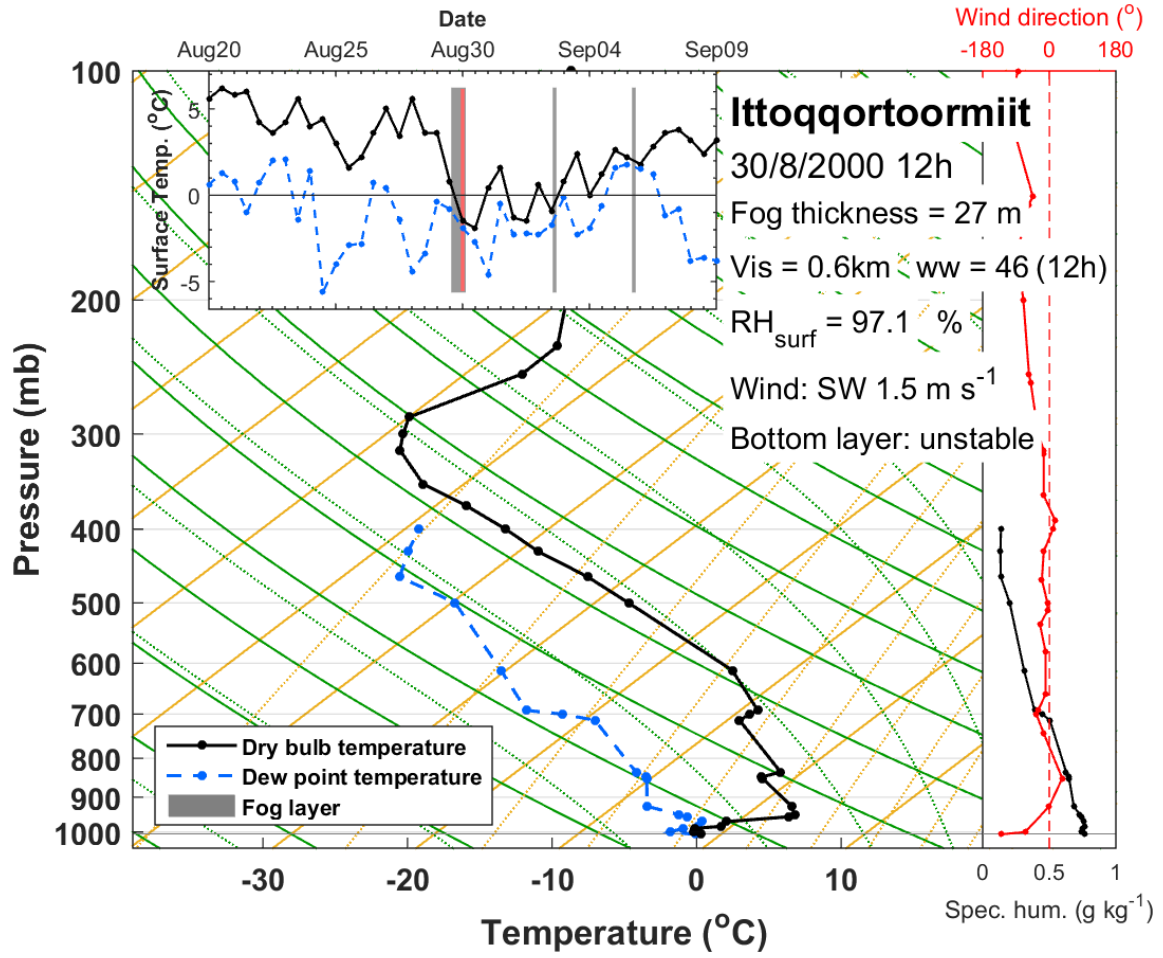 Date
Aug20 Aug25 Aug30 Sep04 Sep09
Wind direction (o)
-180 0 180
Surface Temp. (oC)
5
0
-5
Ittoqqortoormiit
30/8/2000 12h
Fog thickness = 27 m
Vis = 0.6km ww = 46 (12h)
RHsurf = 97.1 %
Wind: SW 1.5 m s-1
Bottom layer: unstable
Pressure (mb)
100
200
300
400
500
600
700
800
900
1000
Dry bulb temperature
Dew point temperature
Fog layer
-30 -20 -10 0 10
Temperature (oC)
0 0.5 1
Spec. hum. (g kg-1)